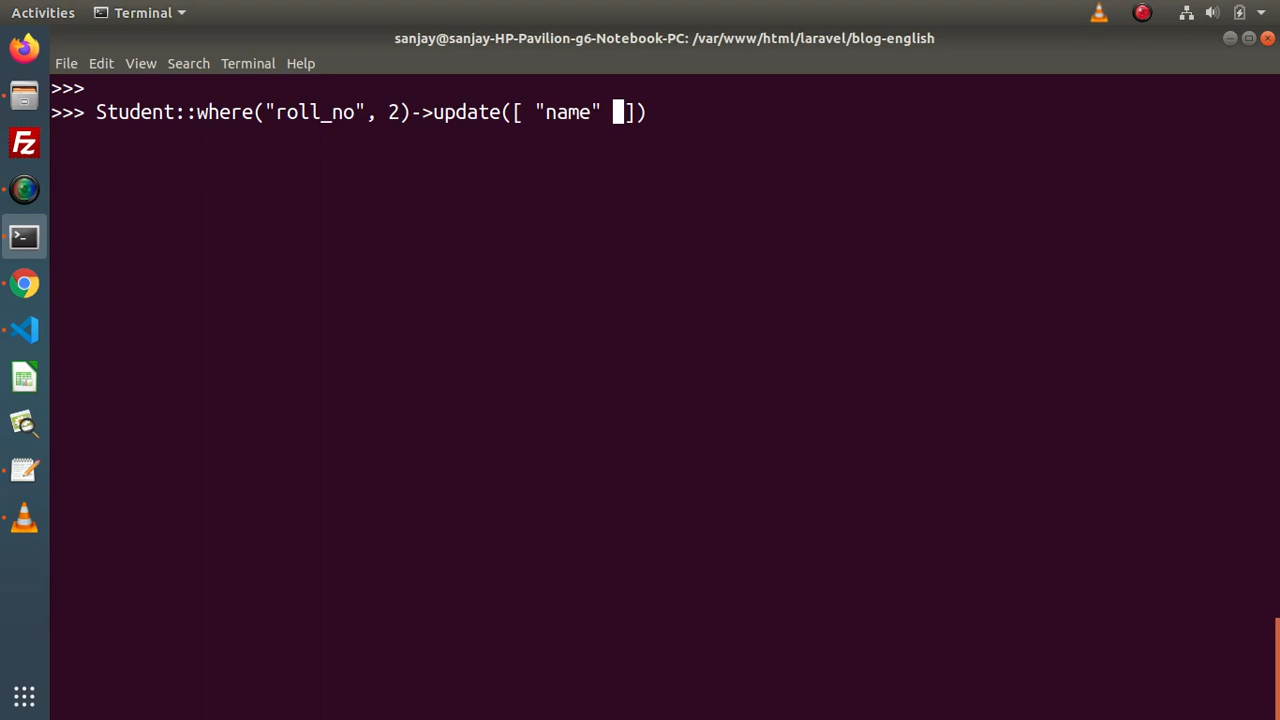 Activities
Terminal
sanjay@sanjay-HP-Pavilion-g6-Notebook-PC: /var/www/html/laravel/blog-english
File Edit View Search Terminal Help
>>>
>>> Student::where("roll_no", 2)->update([ "name" ])